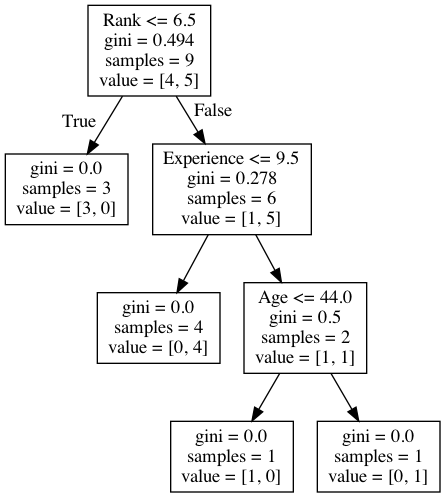 Rank <= 6.5
gini = 0.494
samples = 9
value = [4, 5]
True
False
gini = 0.0
samples = 3
value = [3, 0]
Experience <= 9.5
gini = 0.278
samples = 6
value = [1, 5]
gini = 0.0
samples = 4
value = [0, 4]
Age <= 44.0
gini = 0.5
samples = 2
value = [1, 1]
gini = 0.0
samples = 1
value = [1, 0]
gini = 0.0
samples = 1
value = [0, 1]